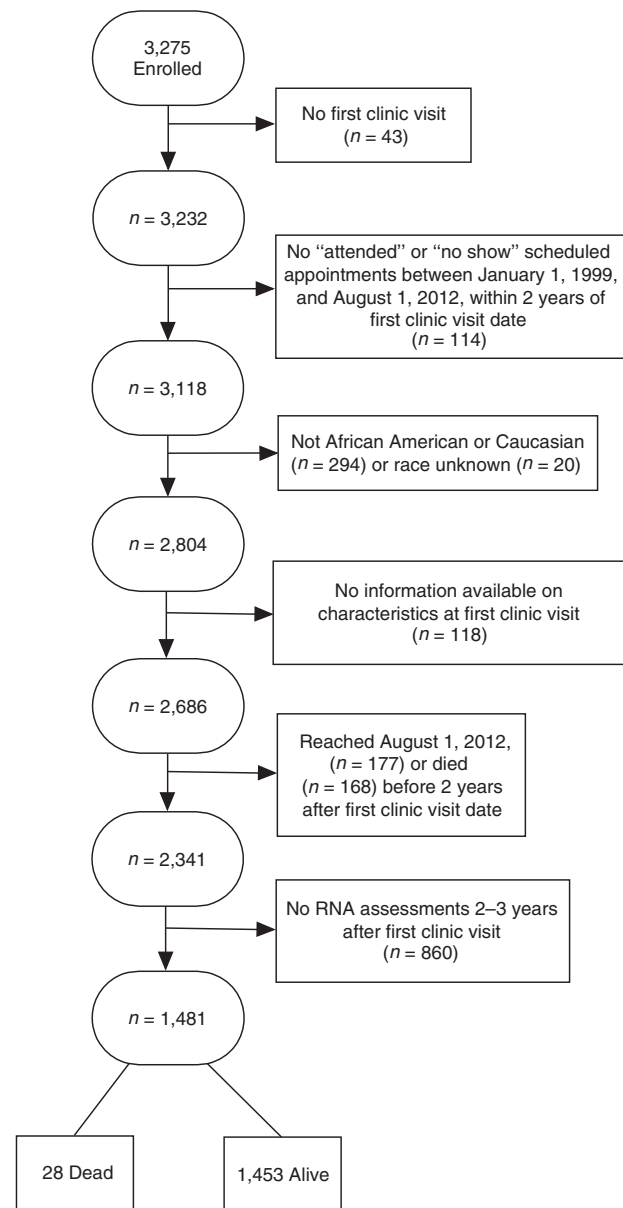 3,275
Enrolled
No first clinic visit
(n = 43)
n = 3,232
No “attended” or “no show” scheduled
appointments between January 1, 1999,
and August 1, 2012, within 2 years of
first clinic visit date
(n = 114)
n = 3,118
Not African American or Caucasian
(n = 294) or race unknown (n = 20)
n = 2,804
No information available on
characteristics at first clinic visit
(n = 118)
n = 2,686
Reached August 1, 2012,
(n = 177) or died
(n = 168) before 2 years
after first clinic visit date
n = 2,341
No RNA assessments 2–3 years
after first clinic visit
(n = 860)
n = 1,481
28 Dead
1,453 Alive